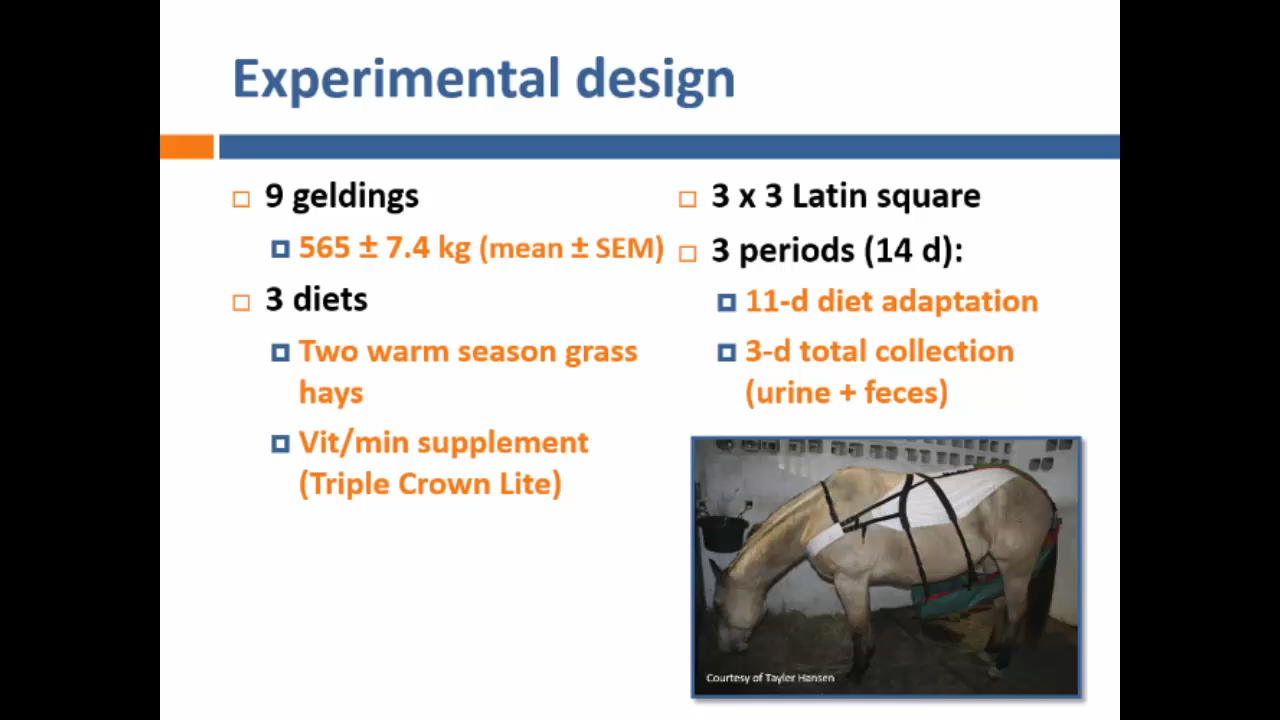 Experimental design
9 geldings
565 ± 7.4 kg (mean ± SEM)
3 diets
Two warm season grass
hays
Vit/min supplement
(Triple Crown Lite)
3 x 3 Latin square
3 periods (14 d):
11-d diet adaptation
3-d total collection
(urine + feces)
Courtesy of Tayler Hansen